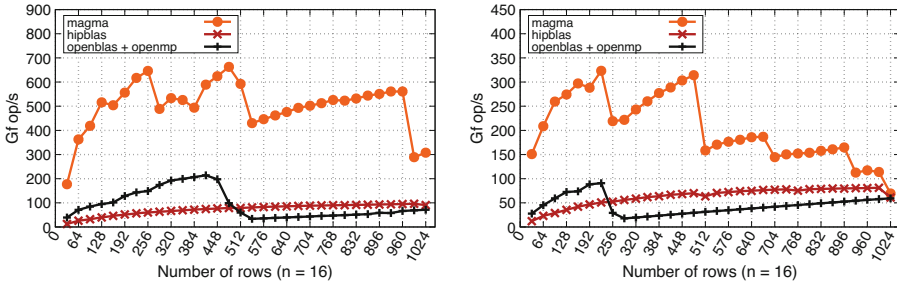 900
800
700
600
500
400
300
200
100
0
Gf op/s
magma
hipblas
openblas + openmp
0 64 128 192 256 320 384 448 512 576 640 704 768 832 896 960 1024
Number of rows (n = 16)
450
400
350
300
250
200
150
100
50
0
Gf op/s
magma
hipblas
openblas + openmp
0 64 128 192 256 320 384 448 512 576 640 704 768 832 896 960 1024
Number of rows (n = 16)